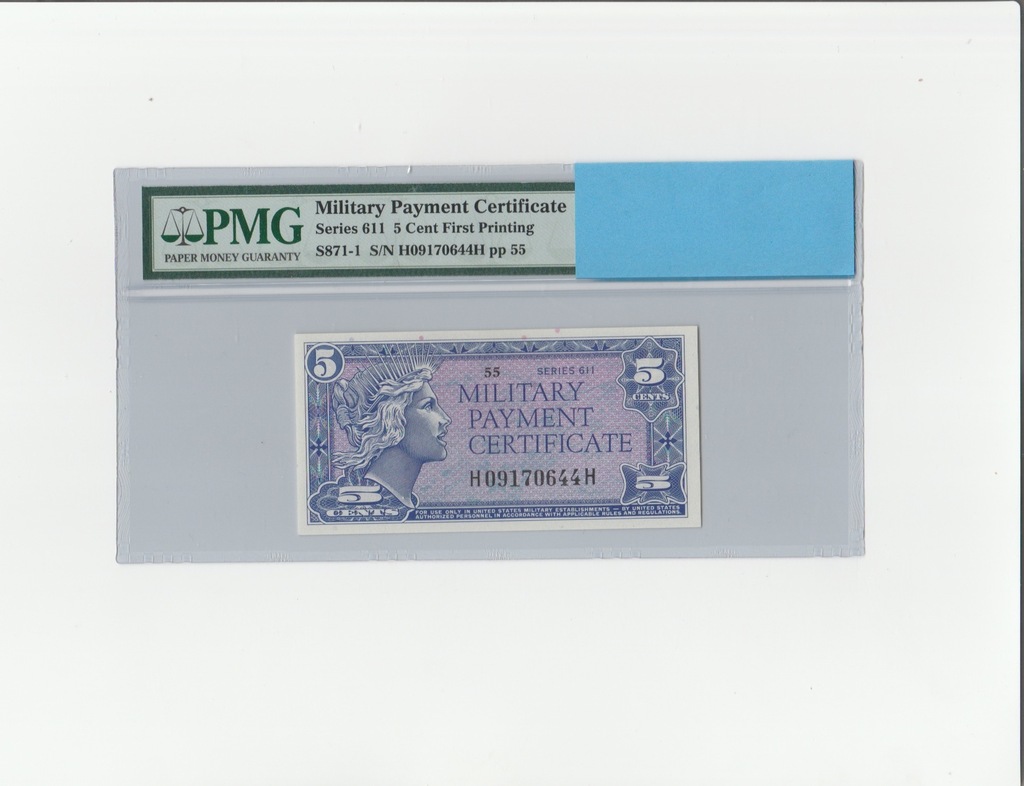 PMG
PAPER MONEY GUARANTY
Military Payment Certificate
Series 611 5 Cent First Printing
S871-1 S/N H09170644H pp 55
5
55
SERIES 611
5
CENTS
MILITARY
PAYMENT
CERTIFICATE
H09170644H
5
CENTS
5
FOR USE ONLY IN UNITED STATES MILITARY ESTABLISHMENTS — BY UNITED STATES
AUTHORIZED PERSONNEL IN ACCORDANCE WITH APPLICABLE RULES AND REGULATIONS.